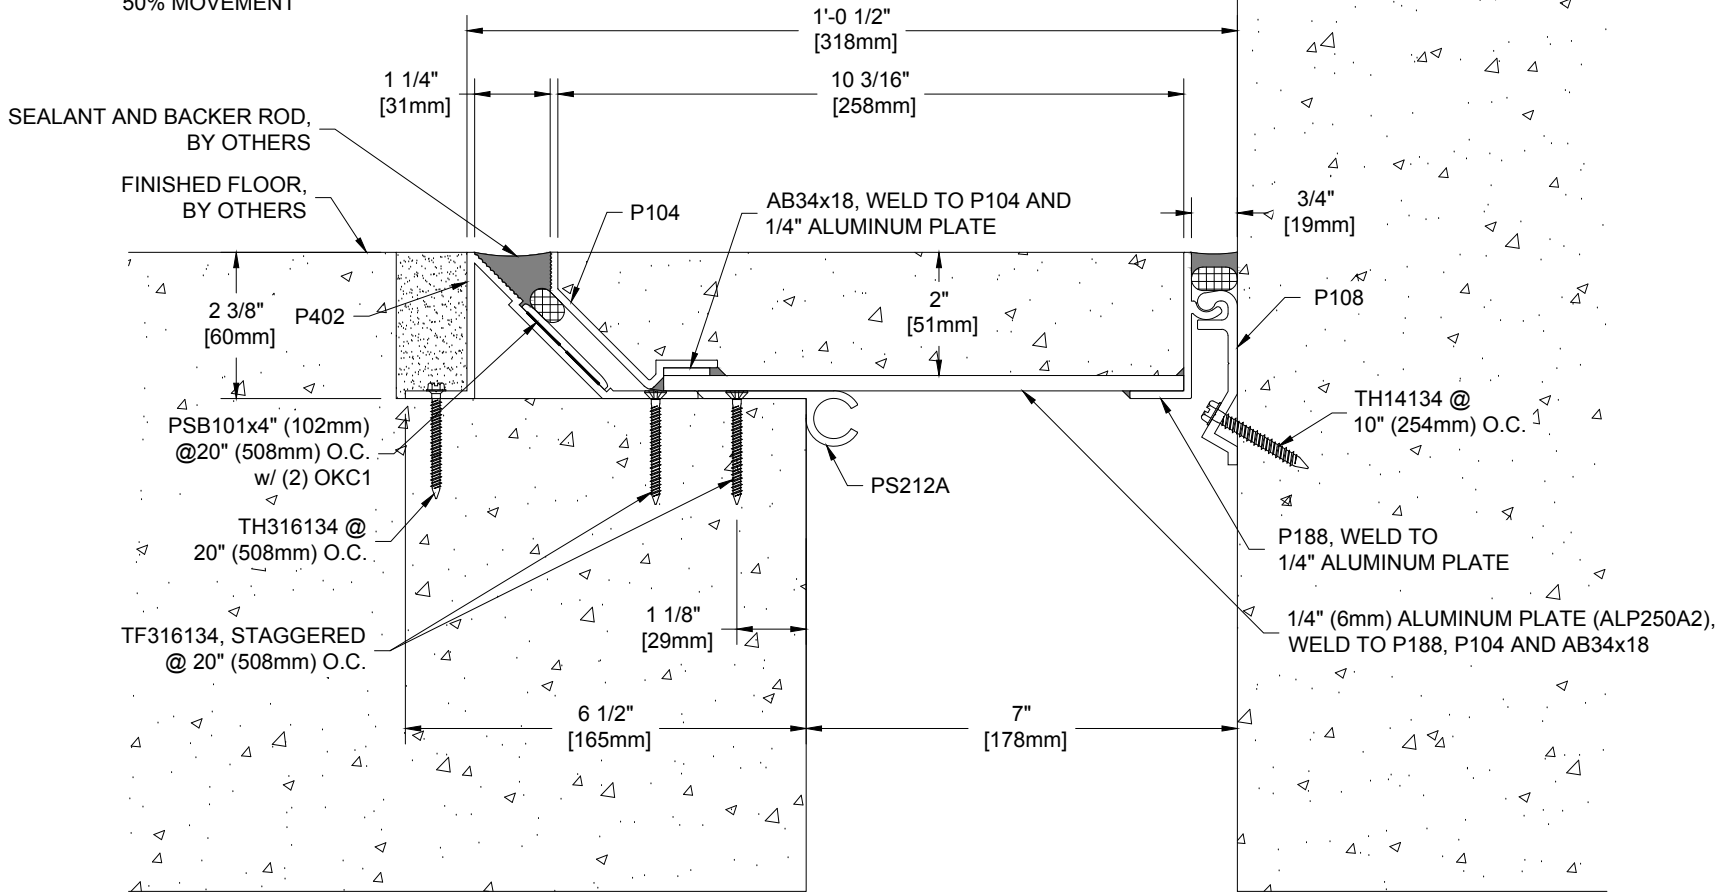 50% MOVEMENT
1'-0 1/2"
[318mm]
1 1/4"
[31mm]
10 3/16"
[258mm]
SEALANT AND BACKER ROD,
BY OTHERS
FINISHED FLOOR,
BY OTHERS
P104
AB34x18, WELD TO P104 AND
1/4" ALUMINUM PLATE
3/4"
[19mm]
2 3/8"
[60mm]
P402
2"
[51mm]
P108
PSB101x4" (102mm)
@20" (508mm) O.C.
w/ (2) OKC1
TH14134 @
10" (254mm) O.C.
PS212A
TH316134 @
20" (508mm) O.C.
P188, WELD TO
1/4" ALUMINUM PLATE
TF316134, STAGGERED
@ 20" (508mm) O.C.
1 1/8"
[29mm]
1/4" (6mm) ALUMINUM PLATE (ALP250A2),
WELD TO P188, P104 AND AB34x18
6 1/2"
[165mm]
7"
[178mm]